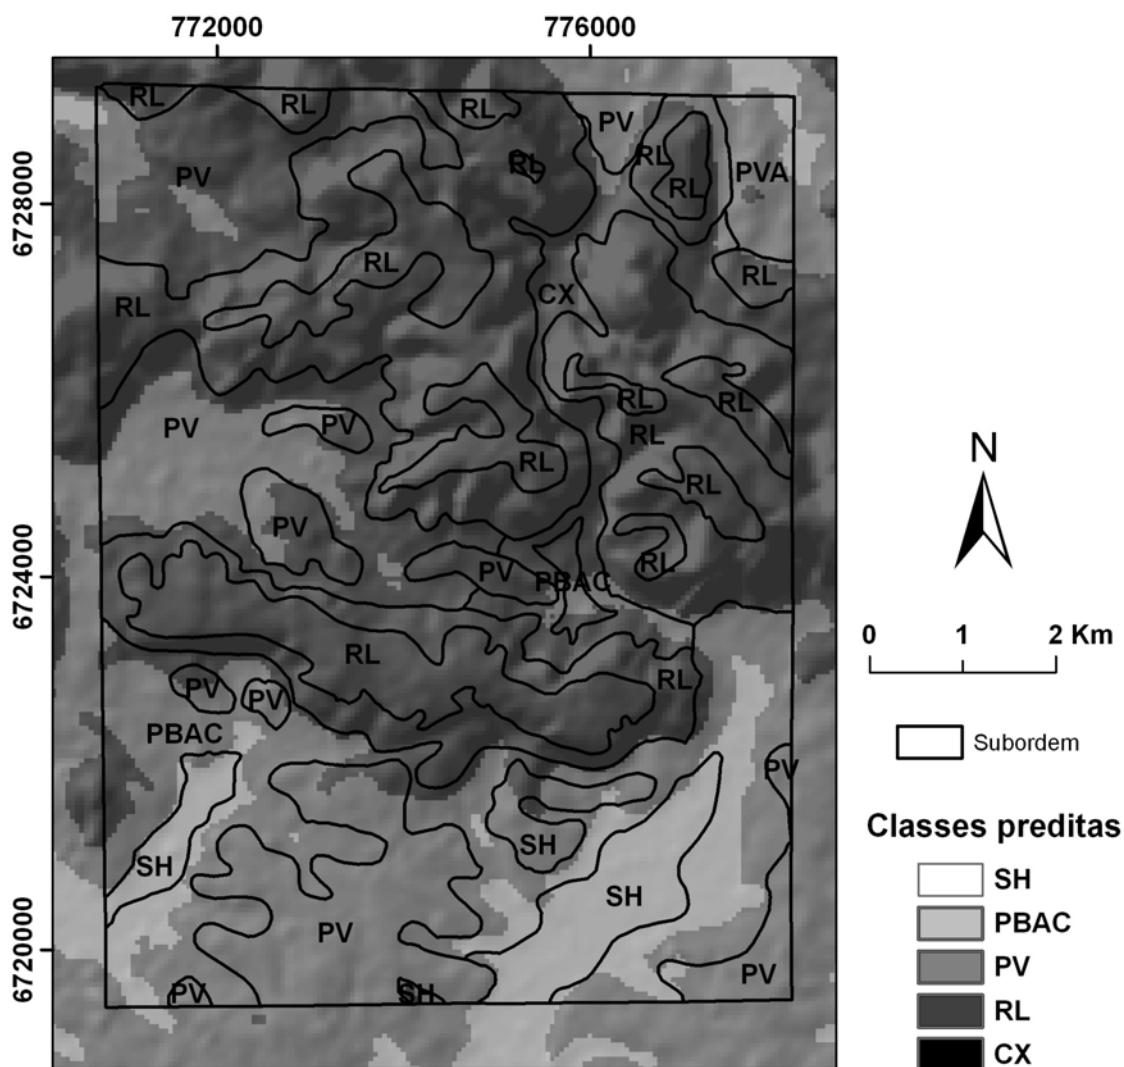 772000 776000
RL RL RL PV
RL RL PVA
PV RL
6728000
RL RL
CX
RL
PV PV RL RL
RL
RL
RL
PV
PV PBAC RL
6724000
N
0 1 2 Km
RL RL
PV PV
PBAC
PV
SH SH
SH
PV PV
PV SH
6720000
Subordem
Classes preditas
SH
PBAC
PV
RL
CX